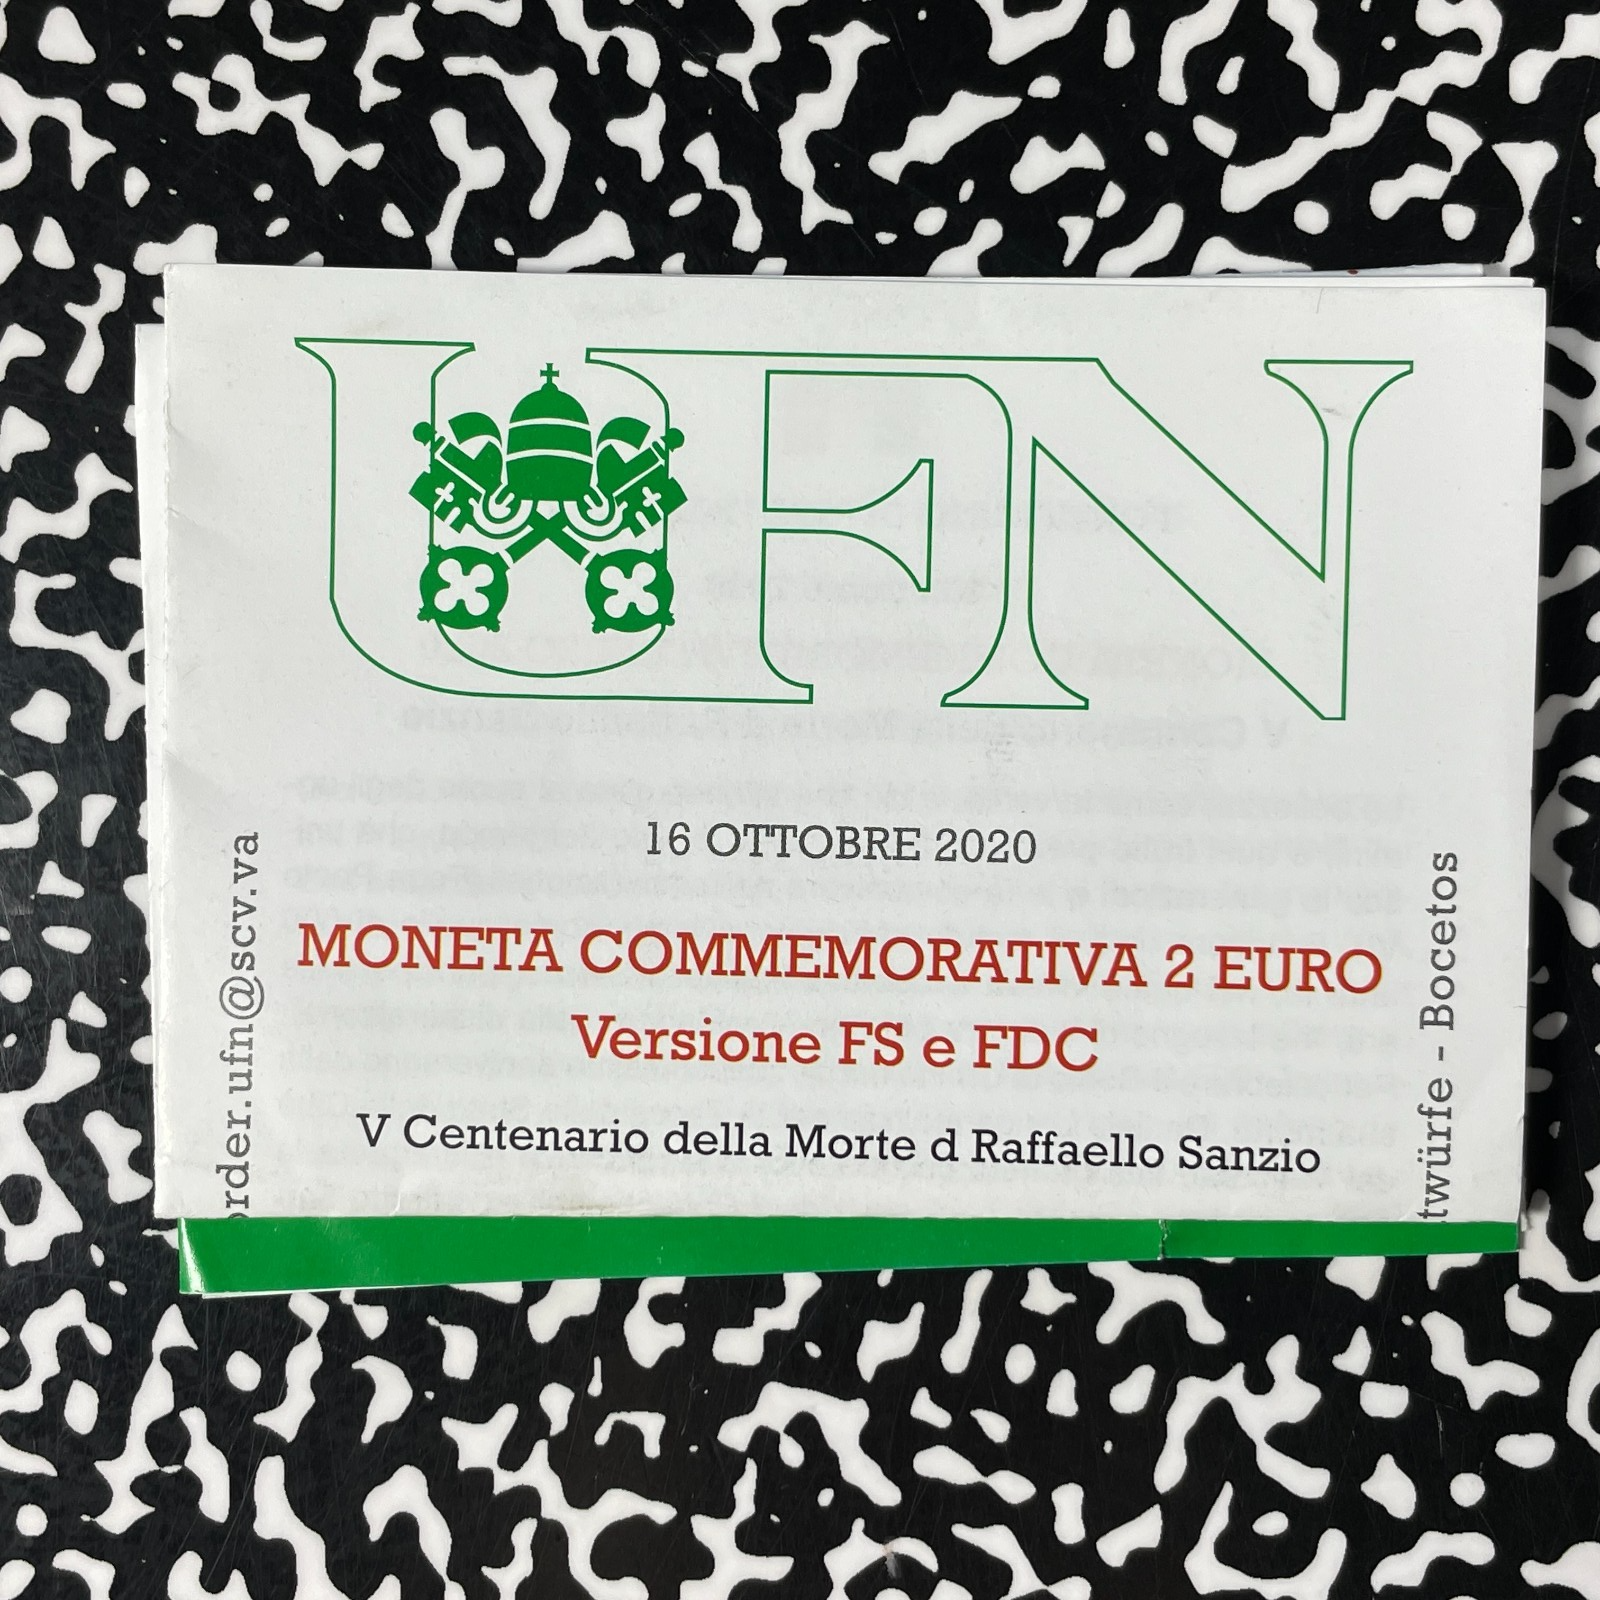 UFN
16 OTTOBRE 2020
MONETA COMMEMORATIVA 2 EURO
Versione FS e FDC
V Centenario della Morte d Raffaello Sanzio
order.ufn@scv.va
twürfe - Bocetos